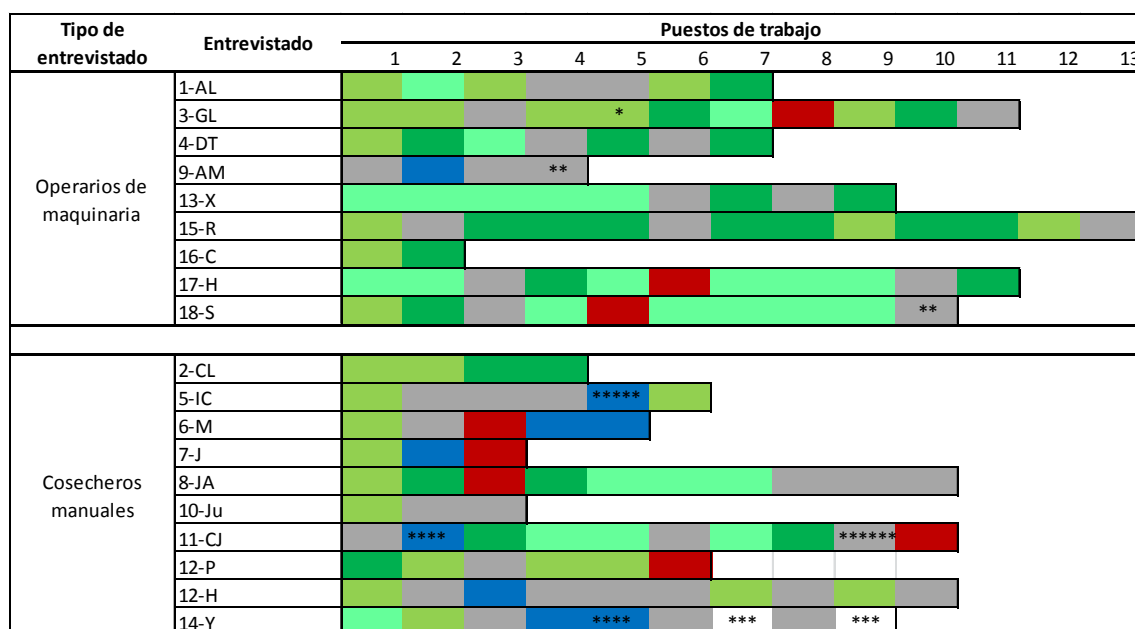 Tipo de entrevistado Entrevistado Puestos de trabajo
1 2 3 4 5 6 7 8 9 10 11 12 13
Operarios de maquinaria
1-AL
3-GL *
4-DT
9-AM **
13-X
15-R
16-C
17-H
18-S **
Cosecheros manuales
2-CL
5-IC *****
6-M
7-J
8-JA
10-Ju
11-CJ **** ******
12-P
12-H
14-Y **** *** ***